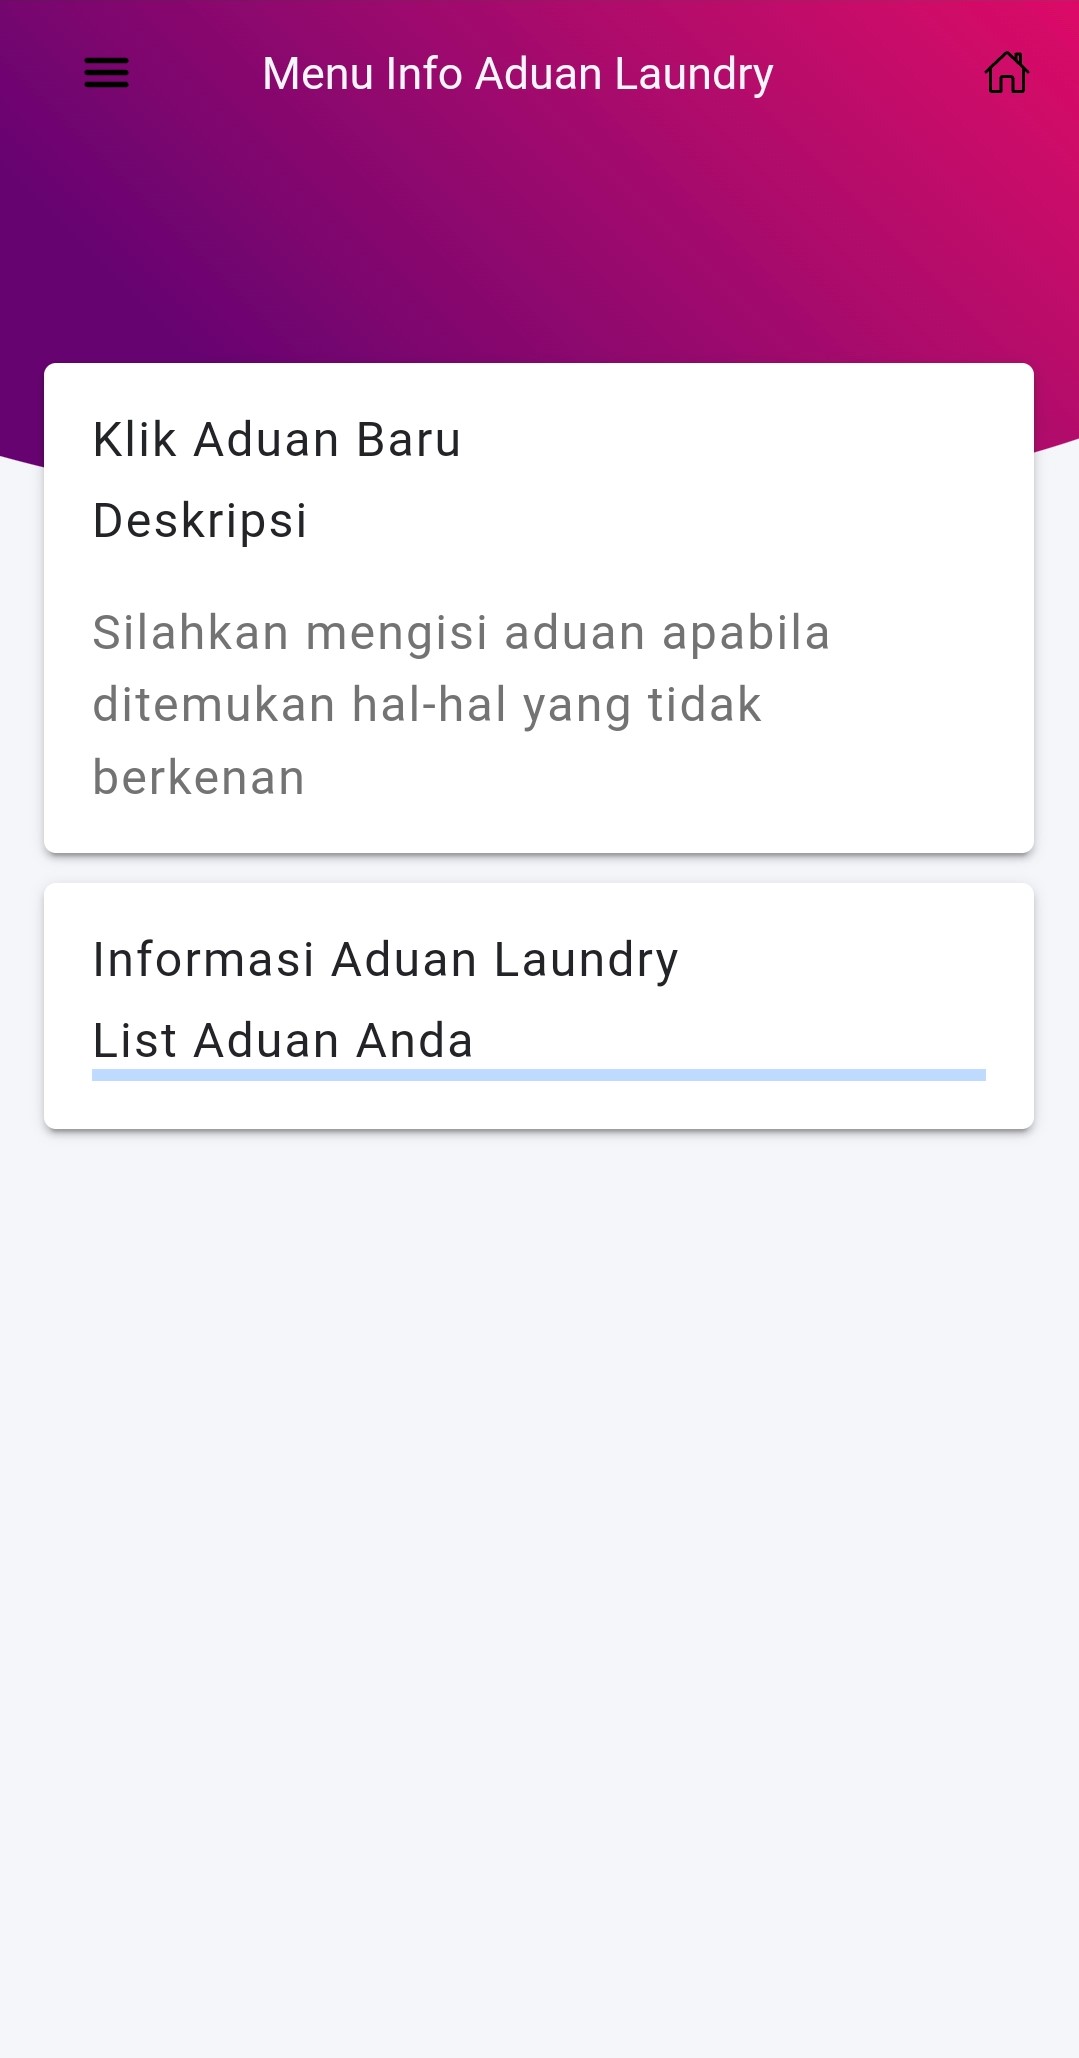 Menu Info Aduan Laundry
Klik Aduan Baru
Deskripsi
Silahkan mengisi aduan apabila
ditemukan hal-hal yang tidak
berkenan
Informasi Aduan Laundry
List Aduan Anda